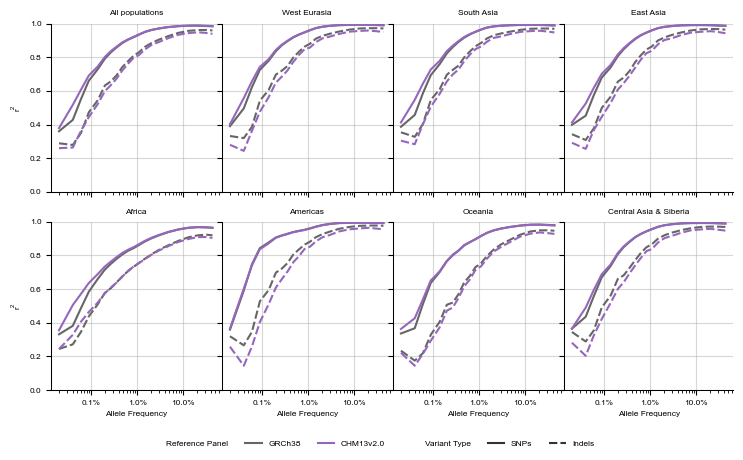 All populations West Eurasia South Asia East Asia
1.0
0.8
0.6
0.4
0.2
0.0
r²
Africa Americas Oceania Central Asia & Siberia
1.0
0.8
0.6
0.4
0.2
0.0
r²
0.1% 1.0% 10.0% 0.1% 1.0% 10.0% 0.1% 1.0% 10.0% 0.1% 1.0% 10.0%
Allele Frequency Allele Frequency Allele Frequency Allele Frequency
Reference Panel GRCh38 CHM13v2.0 Variant Type SNPs Indels